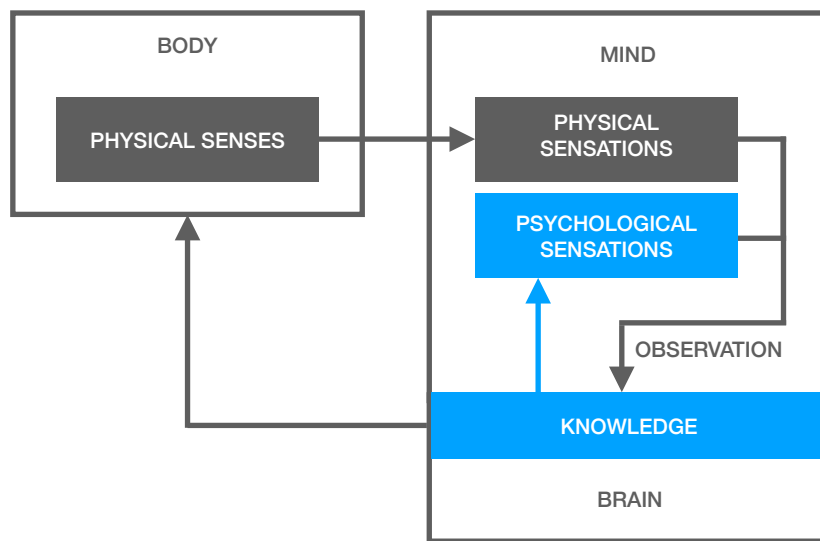 BODY
MIND
PHYSICAL SENSES
PHYSICAL
SENSATIONS
PSYCHOLOGICAL
SENSATIONS
OBSERVATION
KNOWLEDGE
BRAIN